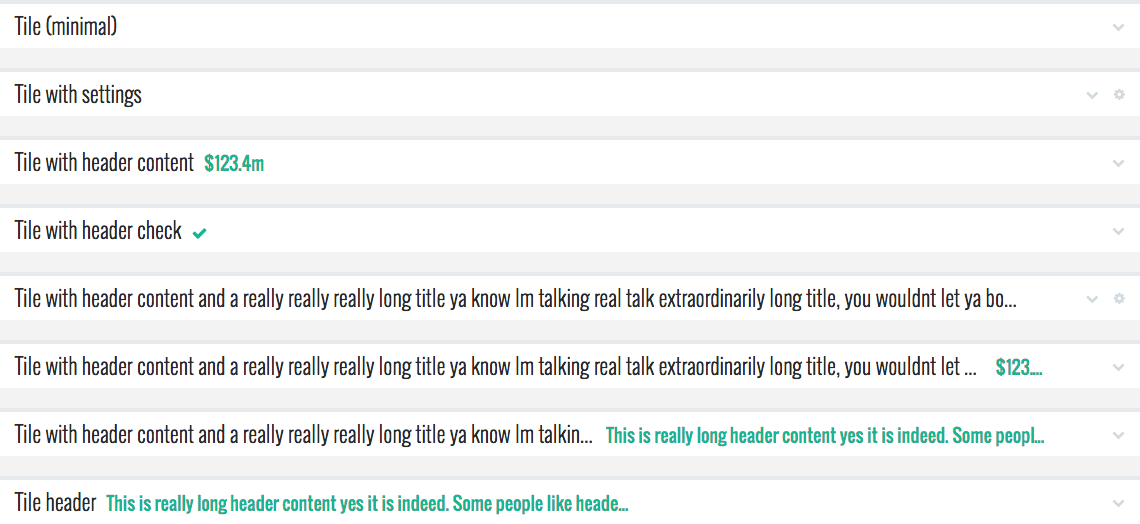 Tile (minimal)
Tile with settings
Tile with header content $123.4m
Tile with header check
Tile with header content and a really really really long title ya know Im talking real talk extraordinarily long title, you wouldnt let ya bo...
Tile with header content and a really really really long title ya know Im talking real talk extraordinarily long title, you wouldnt let ... $123....
Tile with header content and a really really really long title ya know Im talkin... This is really long header content yes it is indeed. Some peopl...
Tile header This is really long header content yes it is indeed. Some people like heade...